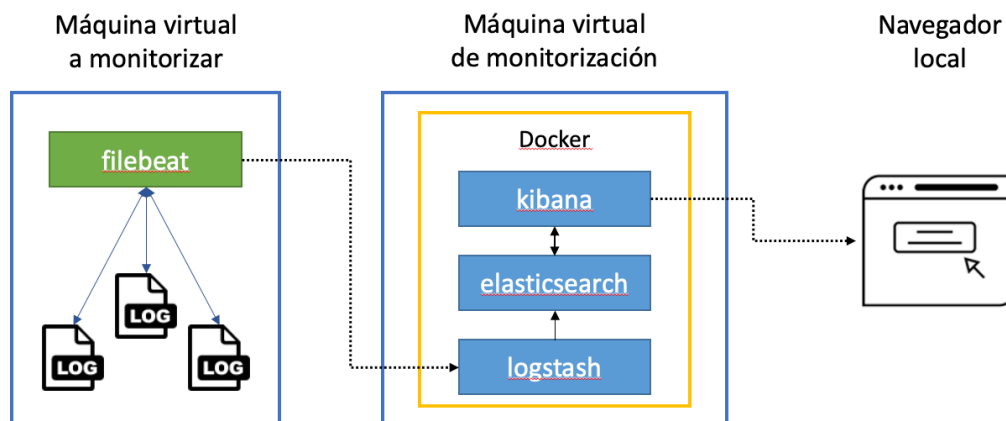 Máquina virtual
a monitorizar
Máquina virtual
de monitorización
Navegador
local
filebeat
LOG
LOG
LOG
Docker
kibana
elasticsearch
logstash